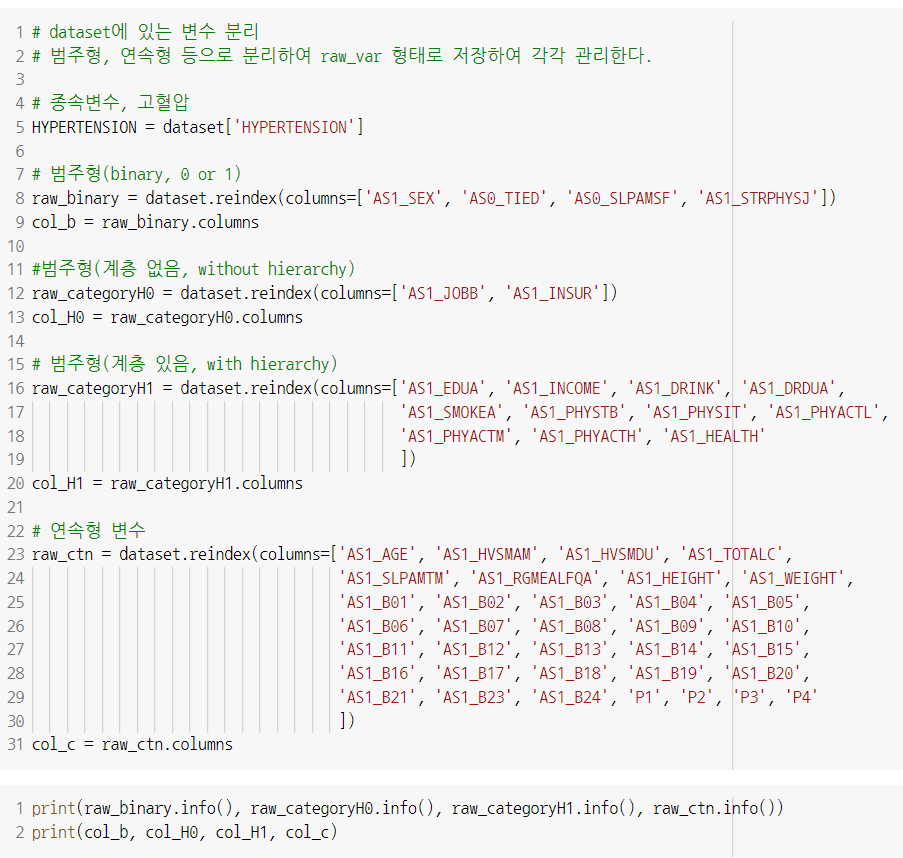 1 # dataset에 있는 변수 분리
2 # 범주형, 연속형 등으로 분리하여 raw_var 형태로 저장하여 각각 관리한다.
3
4 # 종속변수, 고혈압
5 HYPERTENSION = dataset['HYPERTENSION']
6
7 # 범주형(binary, 0 or 1)
8 raw_binary = dataset.reindex(columns=['AS1_SEX', 'AS0_TIED', 'AS0_SLPAMSF', 'AS1_STRPHYSJ'])
9 col_b = raw_binary.columns
10
11 #범주형(계층 없음, without hierarchy)
12 raw_categoryH0 = dataset.reindex(columns=['AS1_JOBB', 'AS1_INSUR'])
13 col_H0 = raw_categoryH0.columns
14
15 # 범주형(계층 있음, with hierarchy)
16 raw_categoryH1 = dataset.reindex(columns=['AS1_EDUA', 'AS1_INCOME', 'AS1_DRINK', 'AS1_DRDUA',
17 'AS1_SMOKEA', 'AS1_PHYSTB', 'AS1_PHYSIT', 'AS1_PHYACTL',
18 'AS1_PHYACTM', 'AS1_PHYACTH', 'AS1_HEALTH'
19 ])
20 col_H1 = raw_categoryH1.columns
21
22 # 연속형 변수
23 raw_ctn = dataset.reindex(columns=['AS1_AGE', 'AS1_HVSMAM', 'AS1_HVSMDU', 'AS1_TOTALC',
24 'AS1_SLPAMTM', 'AS1_RGMEALFQA', 'AS1_HEIGHT', 'AS1_WEIGHT',
25 'AS1_B01', 'AS1_B02', 'AS1_B03', 'AS1_B04', 'AS1_B05',
26 'AS1_B06', 'AS1_B07', 'AS1_B08', 'AS1_B09', 'AS1_B10',
27 'AS1_B11', 'AS1_B12', 'AS1_B13', 'AS1_B14', 'AS1_B15',
28 'AS1_B16', 'AS1_B17', 'AS1_B18', 'AS1_B19', 'AS1_B20',
29 'AS1_B21', 'AS1_B23', 'AS1_B24', 'P1', 'P2', 'P3', 'P4'
30 ])
31 col_c = raw_ctn.columns
1 print(raw_binary.info(), raw_categoryH0.info(), raw_categoryH1.info(), raw_ctn.info())
2 print(col_b, col_H0, col_H1, col_c)